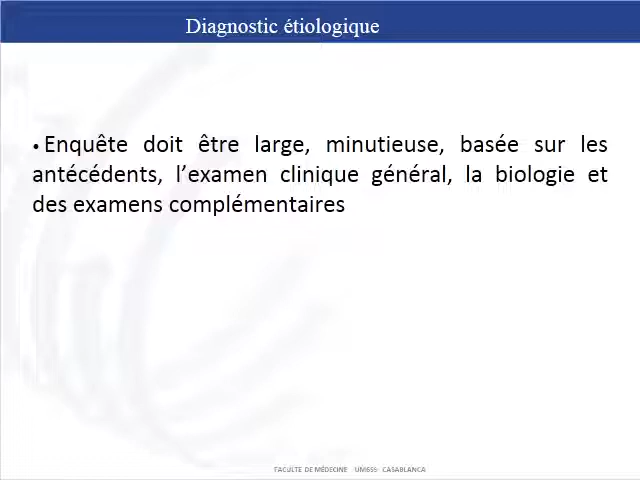 Diagnostic étiologique
• Enquête doit être large, minutieuse, basée sur les
antécédents, l’examen clinique général, la biologie et
des examens complémentaires
FACULTE DE MÉDECINE UM6SS- CASABLANCA